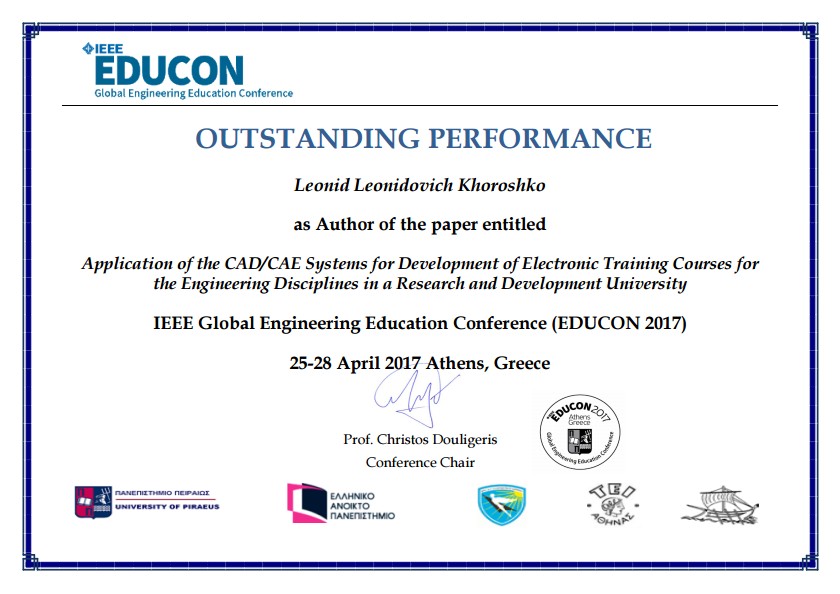 IEEE
EDUCON
Global Engineering Education Conference
OUTSTANDING PERFORMANCE
Leonid Leonidovich Khoroshko
as Author of the paper entitled
Application of the CAD/CAE Systems for Development of Electronic Training Courses for
the Engineering Disciplines in a Research and Development University
IEEE Global Engineering Education Conference (EDUCON 2017)
25-28 April 2017 Athens, Greece
Prof. Christos Douligeris
Conference Chair
IEEE EDUCON 2017
Athens
Greece
Global Engineering Education Conference
ΠΑΝΕΠΙΣΤΗΜΙΟ ΠΕΙΡΑΙΩΣ
UNIVERSITY OF PIRAEUS
ΕΛΛΗΝΙΚΟ
ΑΝΟΙΚΤΟ
ΠΑΝΕΠΙΣΤΗΜΙΟ
ΤΕΙ
ΑΘΗΝΑΣ